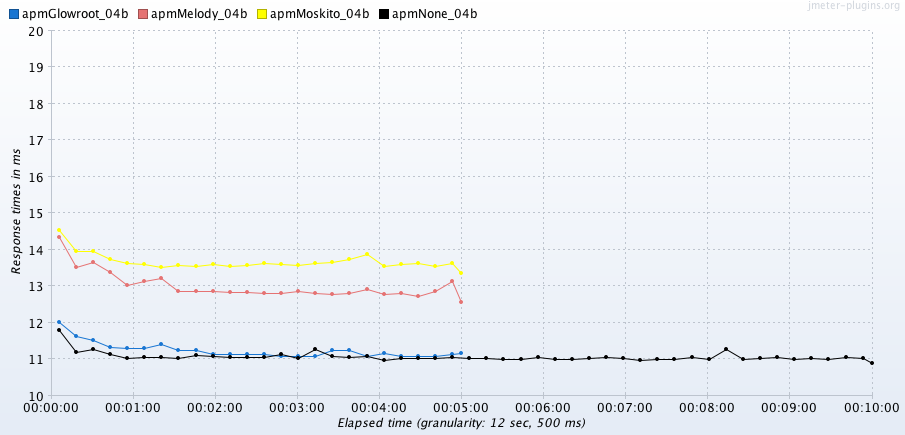 apmGlowroot_04b apmMelody_04b apmMoskito_04b apmNone_04b
jmeter-plugins.org
20
19
18
17
16
15
14
13
12
11
10
Response times in ms
00:00:00 00:01:00 00:02:00 00:03:00 00:04:00 00:05:00 00:06:00 00:07:00 00:08:00 00:09:00 00:10:00
Elapsed time (granularity: 12 sec, 500 ms)